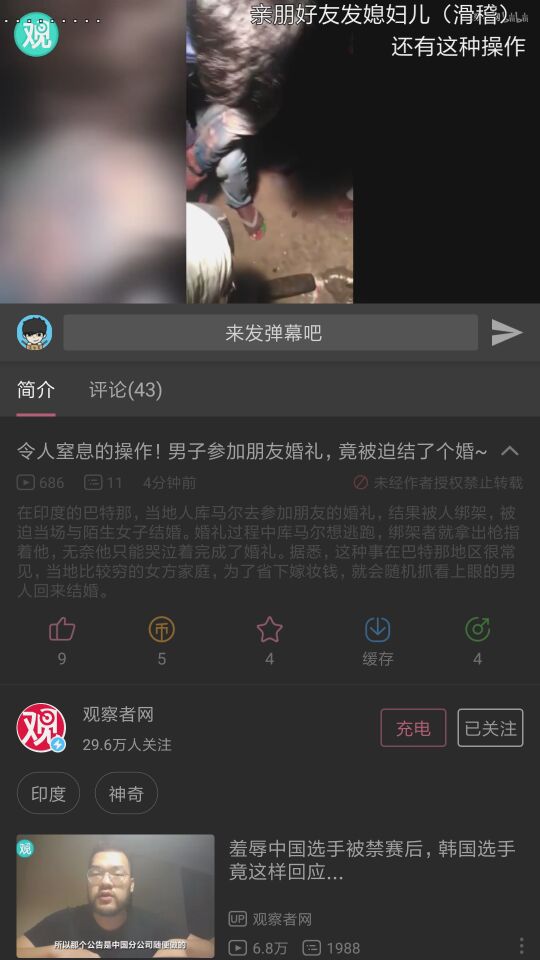 观
亲朋好友发媳妇儿（滑稽）
还有这种操作
来发弹幕吧
简介
评论(43)
令人窒息的操作！男子参加朋友婚礼，竟被迫结了个婚~
686
11
4分钟前
未经作者授权禁止转载
在印度的巴特那，当地人库马尔去参加朋友的婚礼，结果被人绑架，被
迫当场与陌生女子结婚。婚礼过程中库马尔想逃跑，绑架者就拿出枪指
着他，无奈他只能哭泣着完成了婚礼。据悉，这种事在巴特那地区很常
见，当地比较穷的女方家庭，为了省下嫁妆钱，就会随机抓看上眼的男
人回来结婚。
币
9
5
4
缓存
4
观
观察者网
29.6万人关注
充电
已关注
印度
神奇
观
所以那个公告是中国分公司随便做的
羞辱中国选手被禁赛后，韩国选手
竟这样回应...
UP 观察者网
6.8万
1988